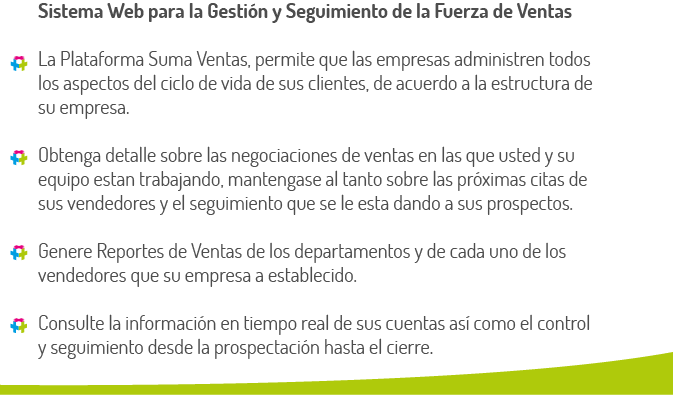 Sistema Web para la Gestión y Seguimiento de la Fuerza de Ventas
La Plataforma Suma Ventas, permite que las empresas administren todos
los aspectos del ciclo de vida de sus clientes, de acuerdo a la estructura de
su empresa.
Obtenga detalle sobre las negociaciones de ventas en las que usted y su
equipo estan trabajando, mantengase al tanto sobre las próximas citas de
sus vendedores y el seguimiento que se le esta dando a sus prospectos.
Genere Reportes de Ventas de los departamentos y de cada uno de los
vendedores que su empresa a establecido.
Consulte la información en tiempo real de sus cuentas así como el control
y seguimiento desde la prospectación hasta el cierre.